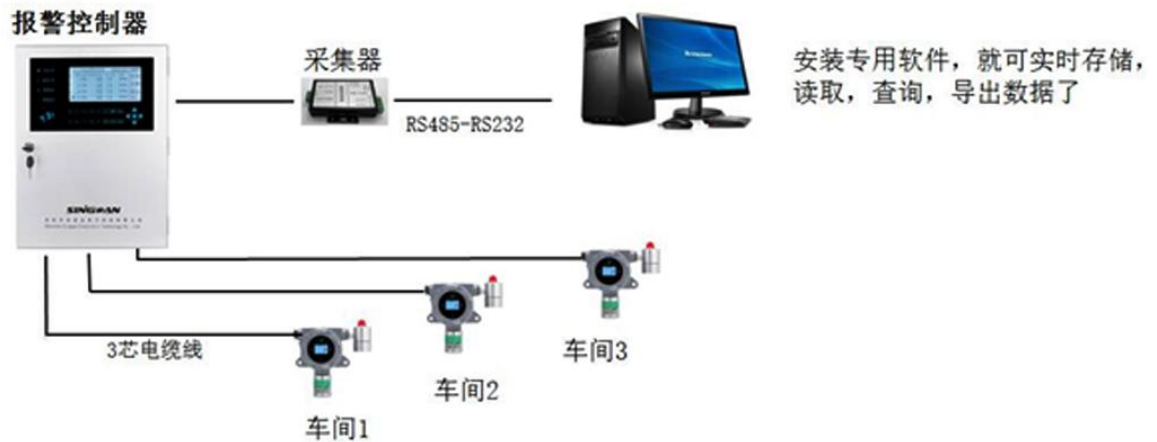 报警控制器
采集器
RS485-RS232
安装专用软件，就可实时存储，
读取，查询，导出数据了
3芯电缆线
车间1
车间2
车间3